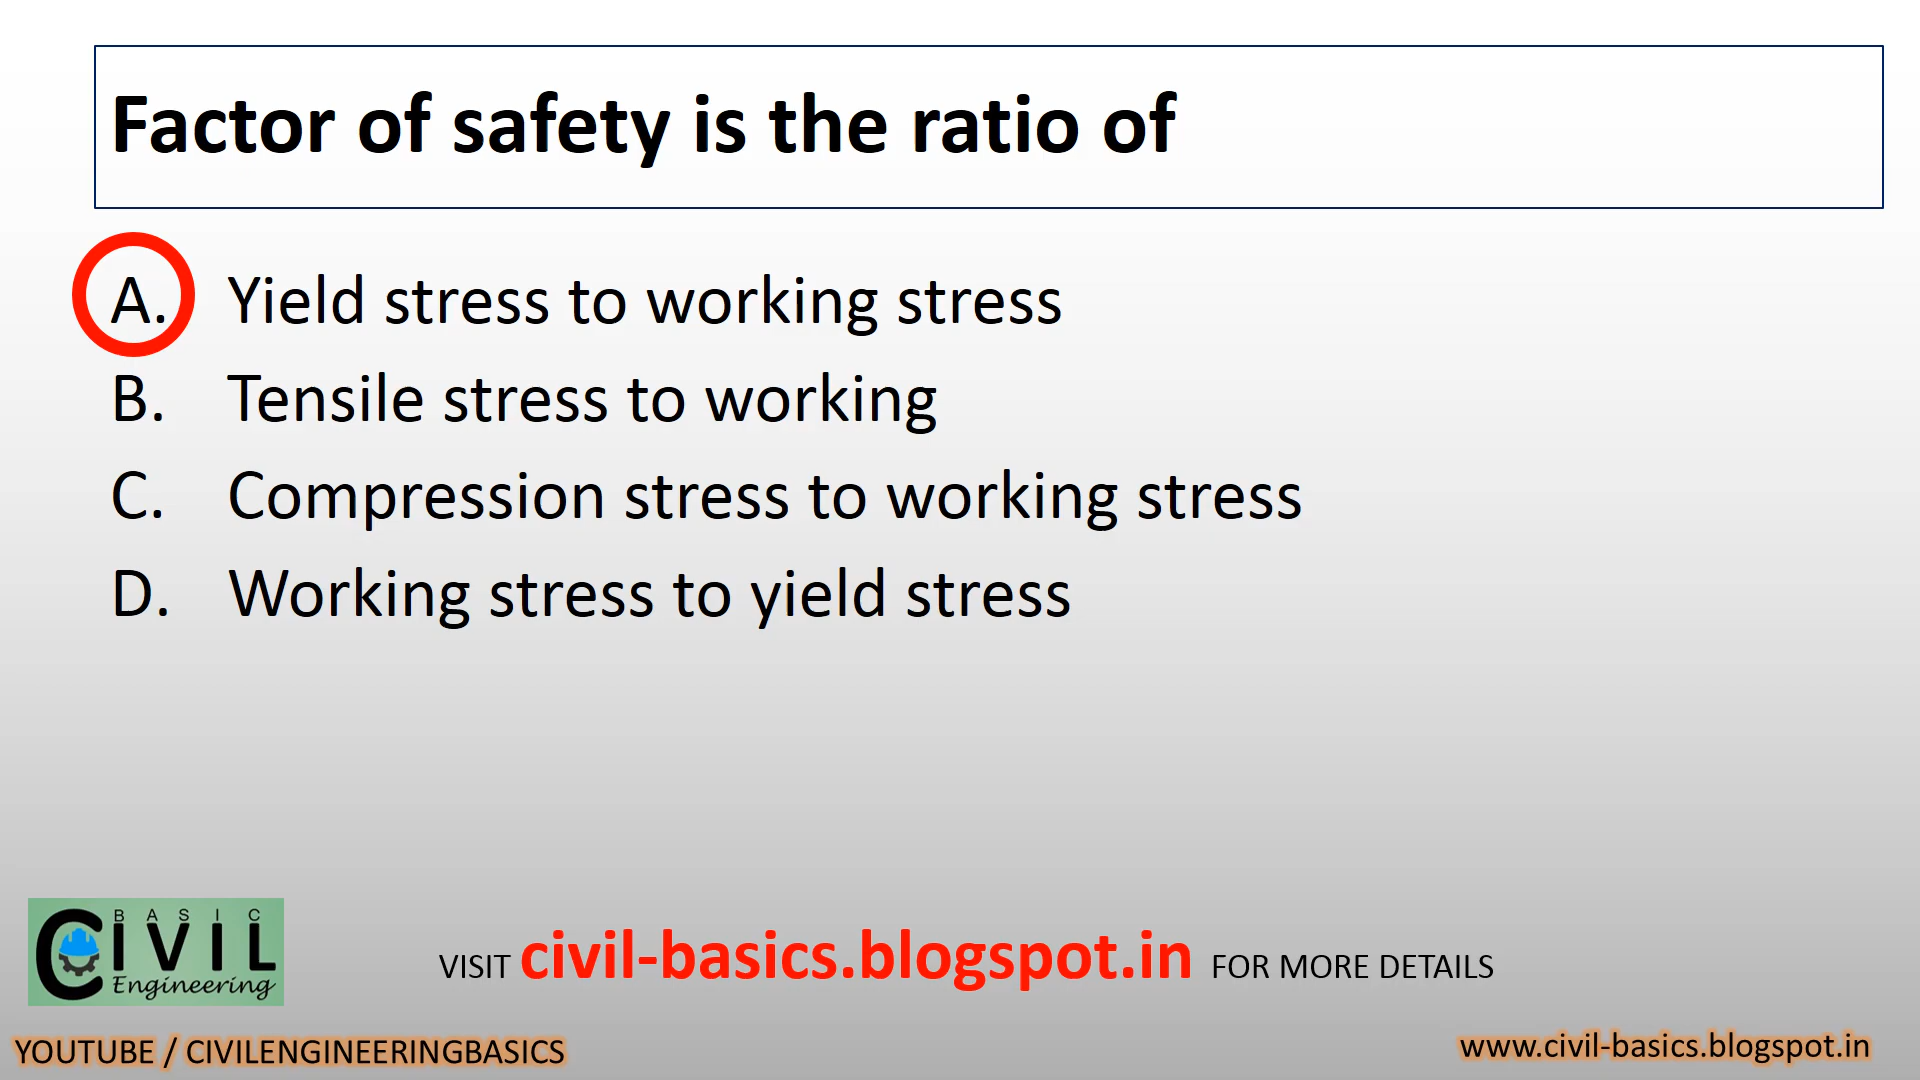 Factor of safety is the ratio of
A. Yield stress to working stress
B. Tensile stress to working
C. Compression stress to working stress
D. Working stress to yield stress
BASIC
CIVIL
Engineering
VISIT civil-basics.blogspot.in FOR MORE DETAILS
YOUTUBE / CIVILENGINEERINGBASICS
www.civil-basics.blogspot.in